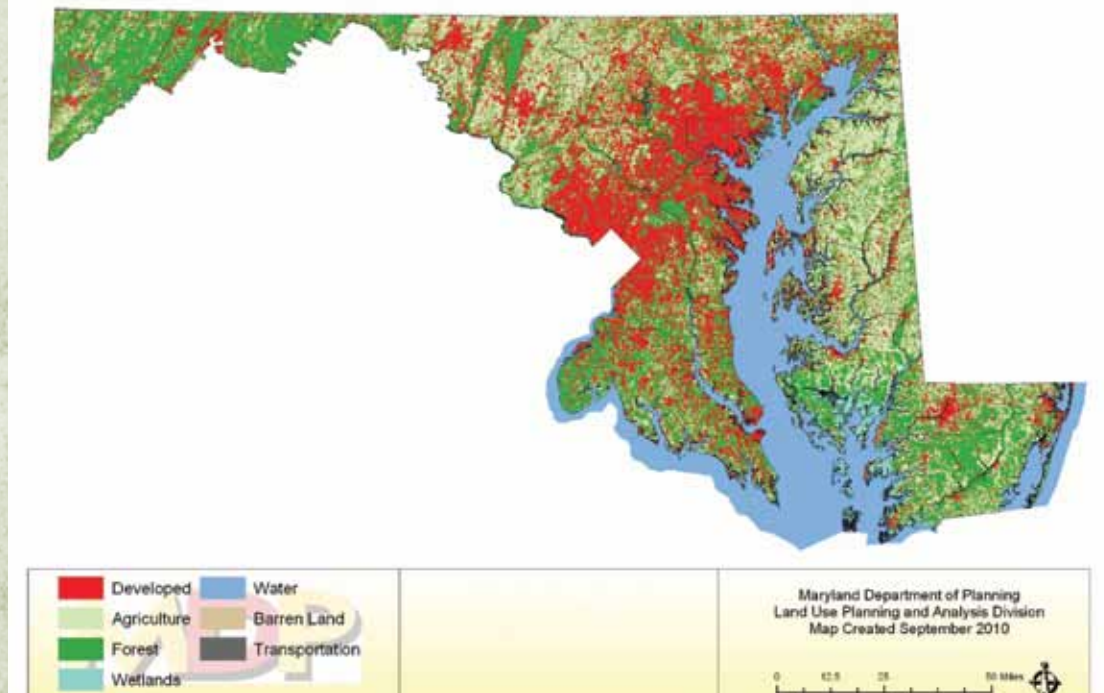 Developed
Water
Agriculture
Barren Land
Forest
Transportation
Wetlands
Maryland Department of Planning
Land Use Planning and Analysis Division
Map Created September 2010
0 12.5 25 50 Miles